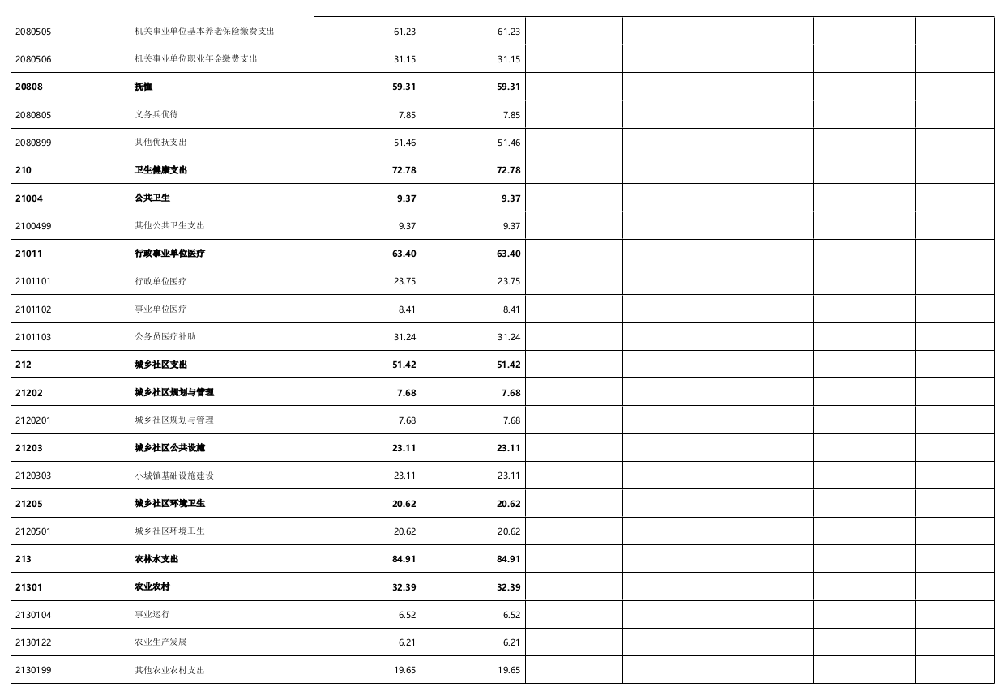 2080505 机关事业单位基本养老保险缴费支出 61.23 61.23
2080506 机关事业单位职业年金缴费支出 31.15 31.15
20808 抚恤 59.31 59.31
2080805 义务兵优待 7.85 7.85
2080899 其他优抚支出 51.46 51.46
210 卫生健康支出 72.78 72.78
21004 公共卫生 9.37 9.37
2100499 其他公共卫生支出 9.37 9.37
21011 行政事业单位医疗 63.40 63.40
2101101 行政单位医疗 23.75 23.75
2101102 事业单位医疗 8.41 8.41
2101103 公务员医疗补助 31.24 31.24
212 城乡社区支出 51.42 51.42
21202 城乡社区规划与管理 7.68 7.68
2120201 城乡社区规划与管理 7.68 7.68
21203 城乡社区公共设施 23.11 23.11
2120303 小城镇基础设施建设 23.11 23.11
21205 城乡社区环境卫生 20.62 20.62
2120501 城乡社区环境卫生 20.62 20.62
213 农林水支出 84.91 84.91
21301 农业农村 32.39 32.39
2130104 事业运行 6.52 6.52
2130122 农业生产发展 6.21 6.21
2130199 其他农业农村支出 19.65 19.65